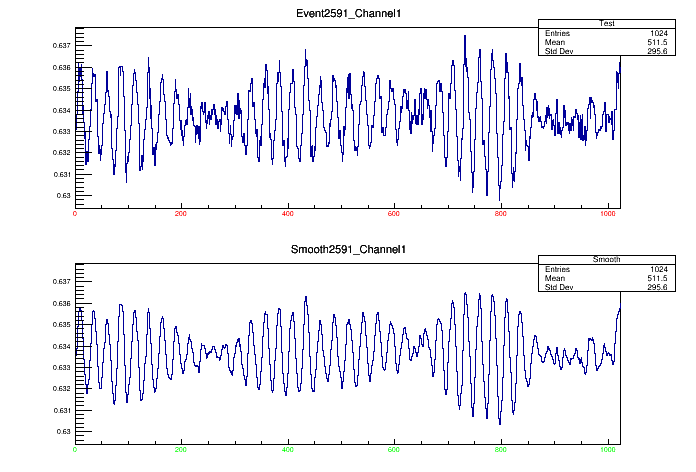 Event2591_Channel1
Test
Entries 1024
Mean 511.5
Std Dev 295.6
0.637
0.636
0.635
0.634
0.633
0.632
0.631
0.63
0 200 400 600 800 1000
Smooth2591_Channel1
Smooth
Entries 1024
Mean 511.5
Std Dev 295.6
0.637
0.636
0.635
0.634
0.633
0.632
0.631
0.63
0 200 400 600 800 1000